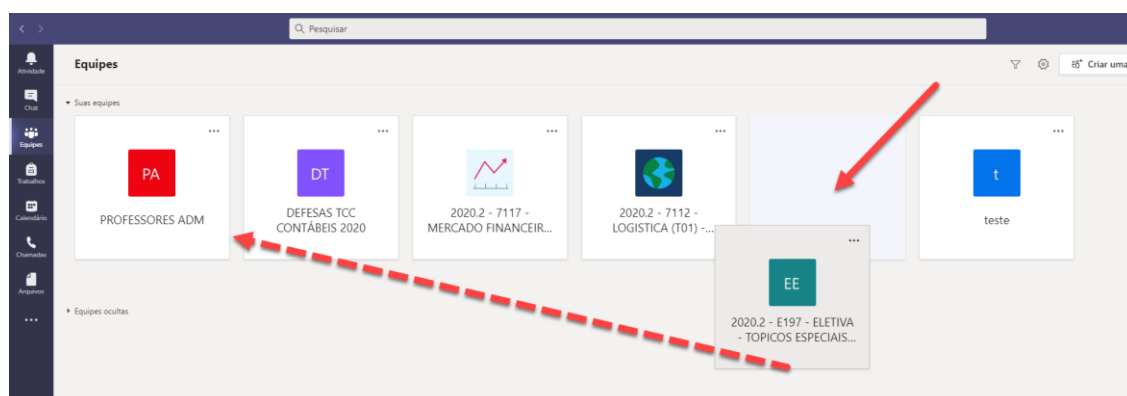 Pesquisar
Atividade
Equipes
Criar uma
Chat
Suas equipes
Equipes
PA
DT
t
Trabalhos
PROFESSORES ADM
DEFESAS TCC
CONTÁBEIS 2020
2020.2 - 7117 -
MERCADO FINANCEIR...
2020.2 - 7112 -
LOGISTICA (T01) -...
teste
Calendário
Chamadas
EE
Arquivos
Equipes ocultas
2020.2 - E197 - ELETIVA
- TOPICOS ESPECIAIS...